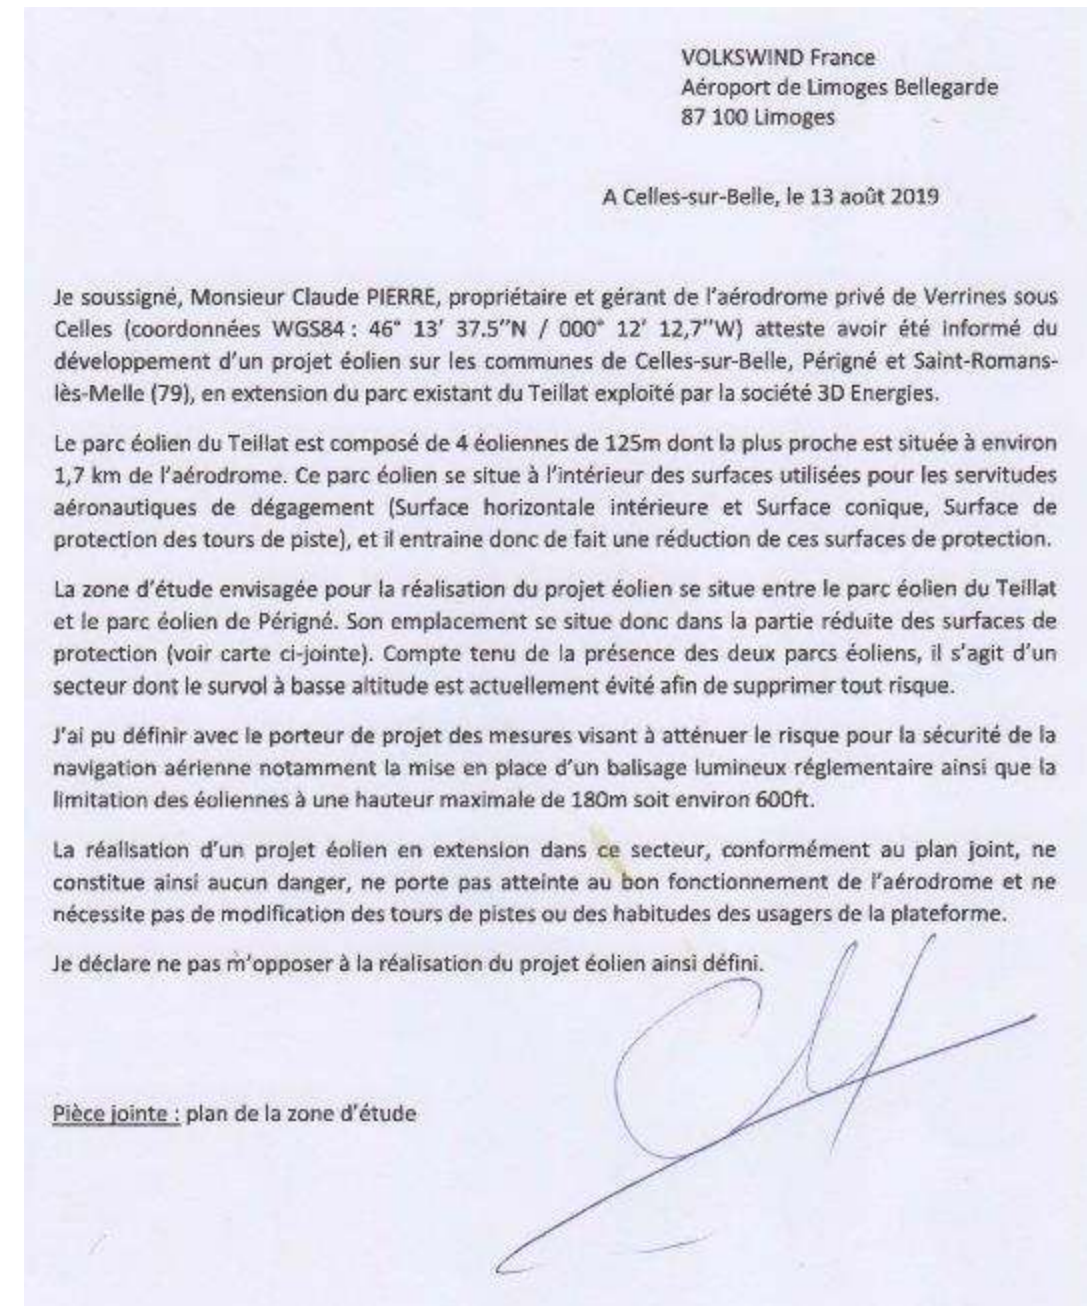 VOLKSWIND France
Aéroport de Limoges Bellegarde
87 100 Limoges
A Celles-sur-Belle, le 13 août 2019
Je soussigné, Monsieur Claude PIERRE, propriétaire et gérant de l'aérodrome privé de Verrines sous
Celles (coordonnées WGS84 : 46° 13' 37.5"N / 000° 12' 12,7"W) atteste avoir été informé du
développement d'un projet éolien sur les communes de Celles-sur-Belle, Périgné et Saint-Romans-
lès-Melle (79), en extension du parc existant du Teillat exploité par la société 3D Energies.
Le parc éolien du Teillat est composé de 4 éoliennes de 125m dont la plus proche est située à environ
1,7 km de l'aérodrome. Ce parc éolien se situe à l'intérieur des surfaces utilisées pour les servitudes
aéronautiques de dégagement (Surface horizontale intérieure et Surface conique, Surface de
protection des tours de piste), et il entraine donc de fait une réduction de ces surfaces de protection.
La zone d'étude envisagée pour la réalisation du projet éolien se situe entre le parc éolien du Teillat
et le parc éolien de Périgné. Son emplacement se situe donc dans la partie réduite des surfaces de
protection (voir carte ci-jointe). Compte tenu de la présence des deux parcs éoliens, il s'agit d'un
secteur dont le survol à basse altitude est actuellement évité afin de supprimer tout risque.
J'ai pu définir avec le porteur de projet des mesures visant à atténuer le risque pour la sécurité de la
navigation aérienne notamment la mise en place d'un balisage lumineux réglementaire ainsi que la
limitation des éoliennes à une hauteur maximale de 180m soit environ 600ft.
La réalisation d'un projet éolien en extension dans ce secteur, conformément au plan joint, ne
constitue ainsi aucun danger, ne porte pas atteinte au bon fonctionnement de l'aérodrome et ne
nécessite pas de modification des tours de pistes ou des habitudes des usagers de la plateforme.
Je déclare ne pas m'opposer à la réalisation du projet éolien ainsi défini.
Pièce jointe : plan de la zone d'étude